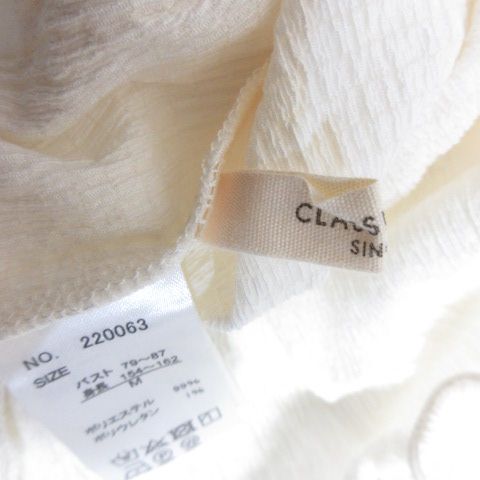 SIN
NO. 220063
SIZE
バスト 79〜87
身長 154〜162
M
ポリエステル 99%
ポリウレタン 1%